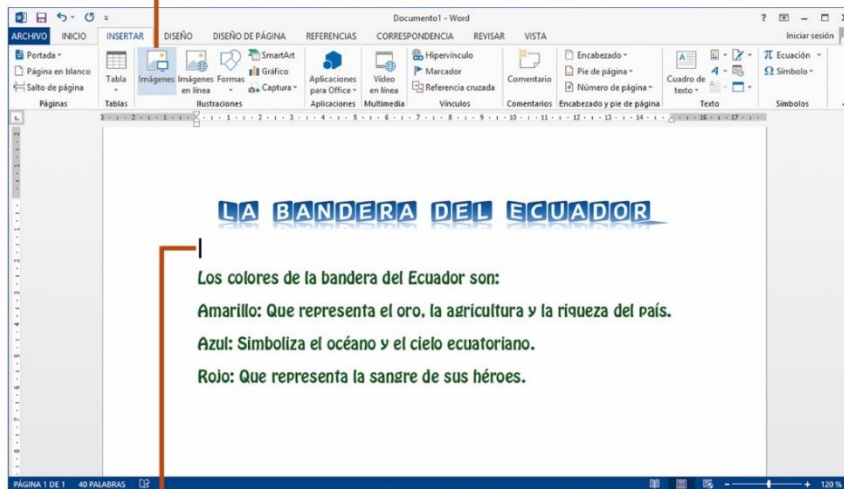 Documento1 - Word
ARCHIVO INICIO INSERTAR DISEÑO DISEÑO DE PÁGINA REFERENCIAS CORRESPONDENCIA REVISAR VISTA Iniciar sesión
Portada
Página en blanco
Salto de página
Páginas
Tabla
Tablas
Imágenes
Imágenes en línea
Formas
SmartArt
Gráfico
Captura
Ilustraciones
Aplicaciones para Office
Aplicaciones
Vídeo en línea
Multimedia
Hipervínculo
Marcador
Referencia cruzada
Vínculos
Comentario
Comentarios
Encabezado
Pie de página
Número de página
Encabezado y pie de página
Cuadro de texto
Texto
Ecuación
Símbolo
Símbolos
LA BANDERA DEL ECUADOR
Los colores de la bandera del Ecuador son:
Amarillo: Que representa el oro, la agricultura y la riqueza del país.
Azul: Simboliza el océano y el cielo ecuatoriano.
Rojo: Que representa la sangre de sus héroes.
PÁGINA 1 DE 1 40 PALABRAS 120 %